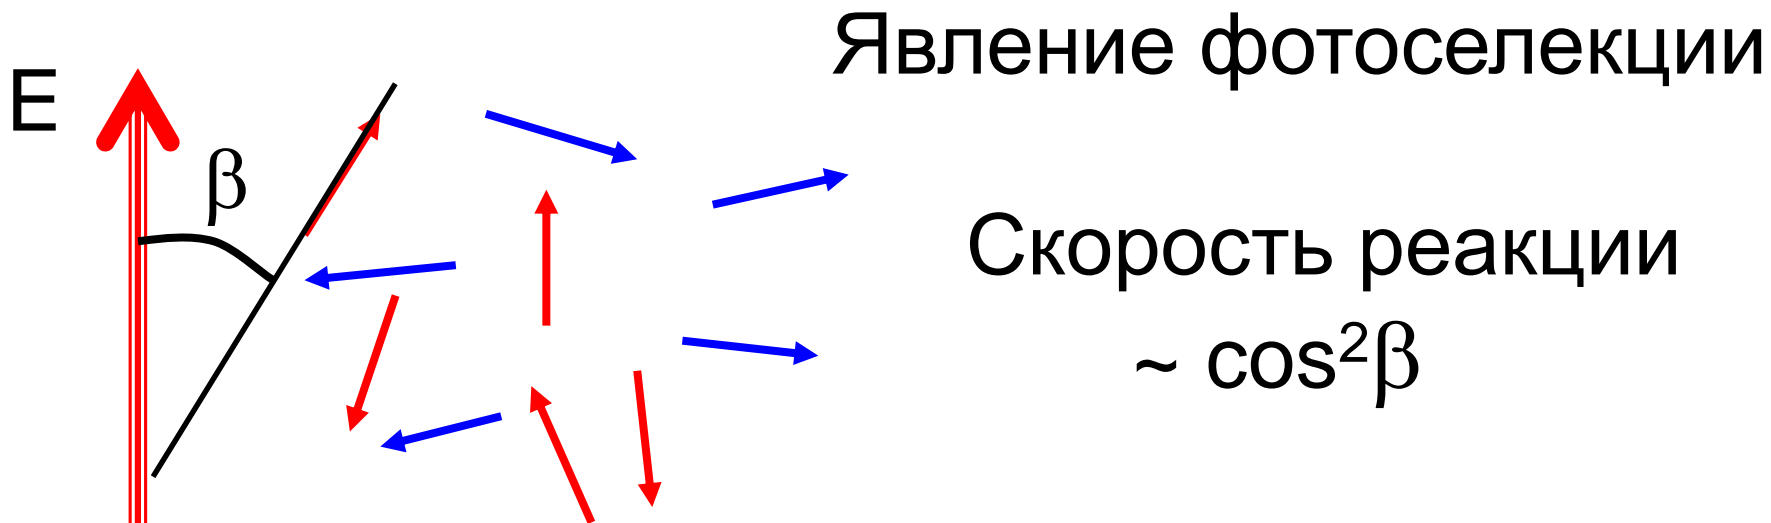 Явление фотоселекции
E
β
Скорость реакции
~ cos²β